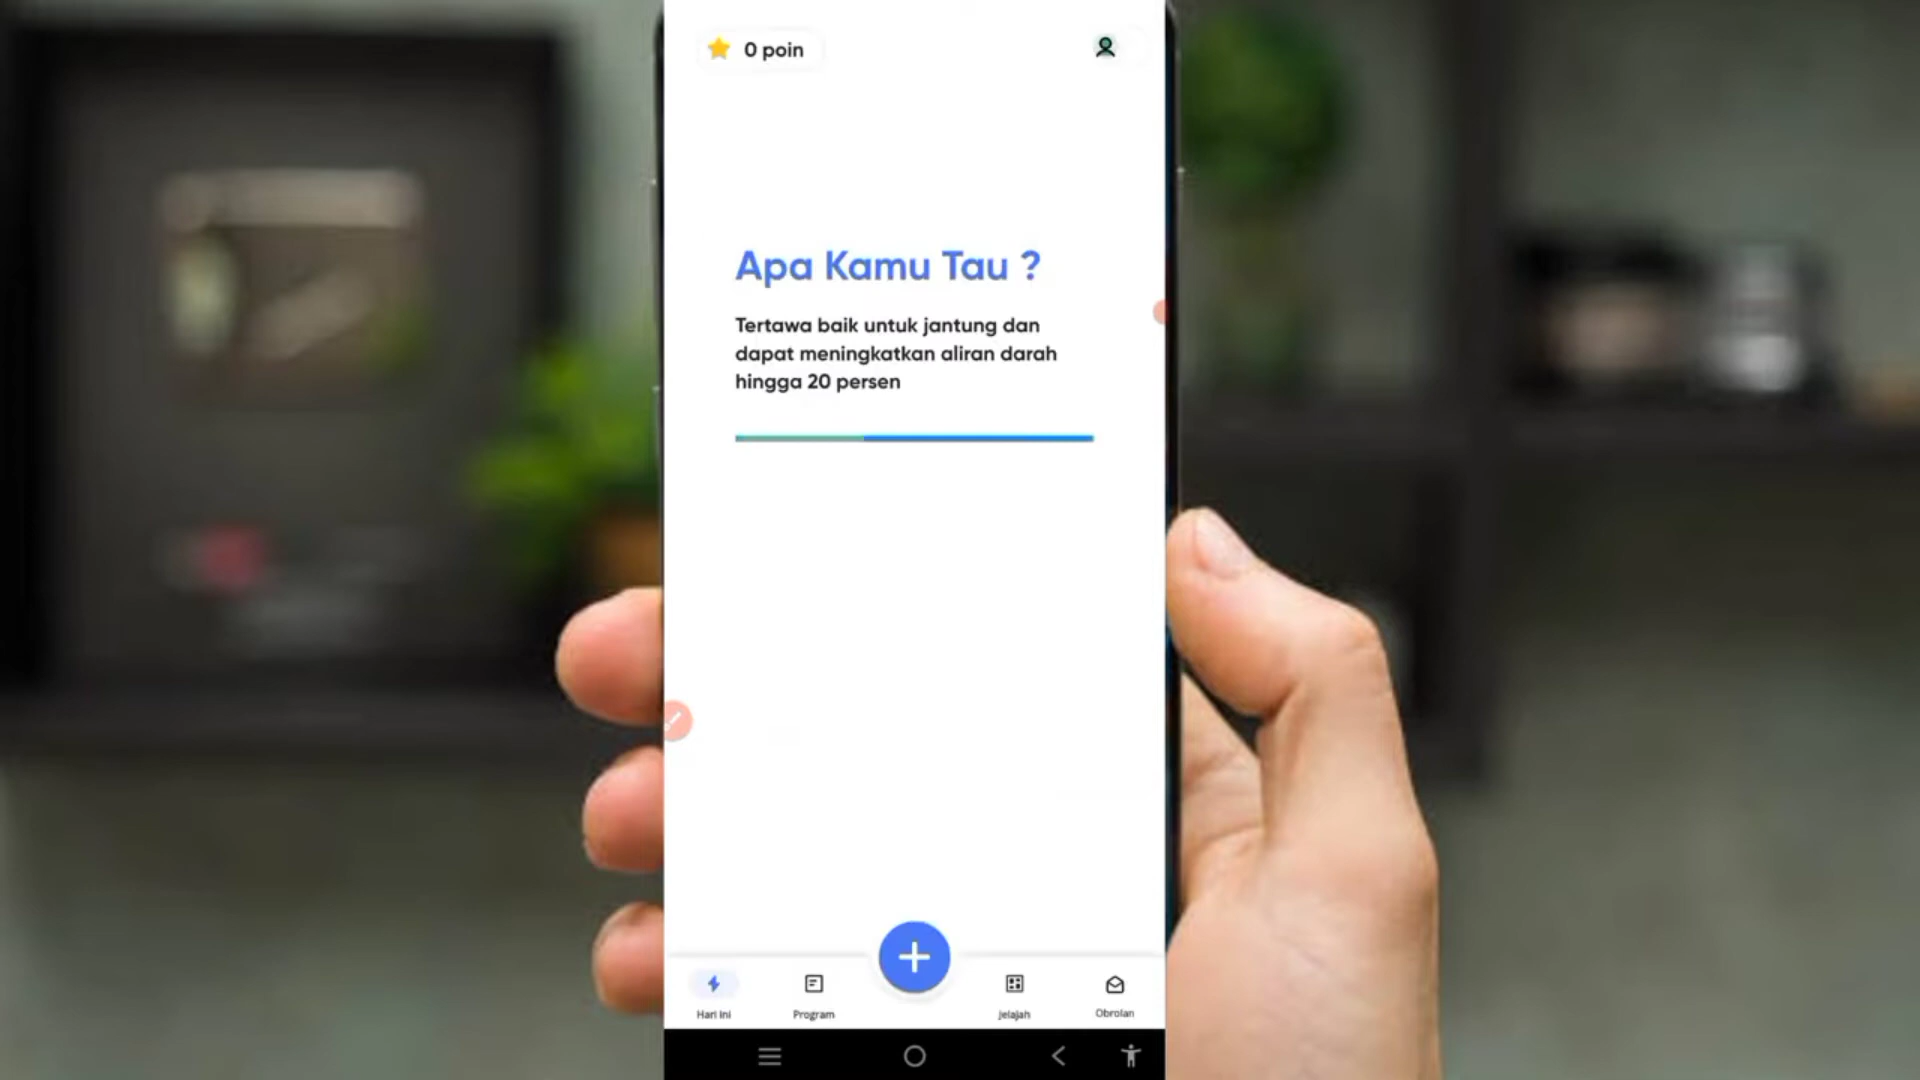 0 poin
Apa Kamu Tau ?
Tertawa baik untuk jantung dan
dapat meningkatkan aliran darah
hingga 20 persen
Hari Ini
Program
Jelajah
Obrolan